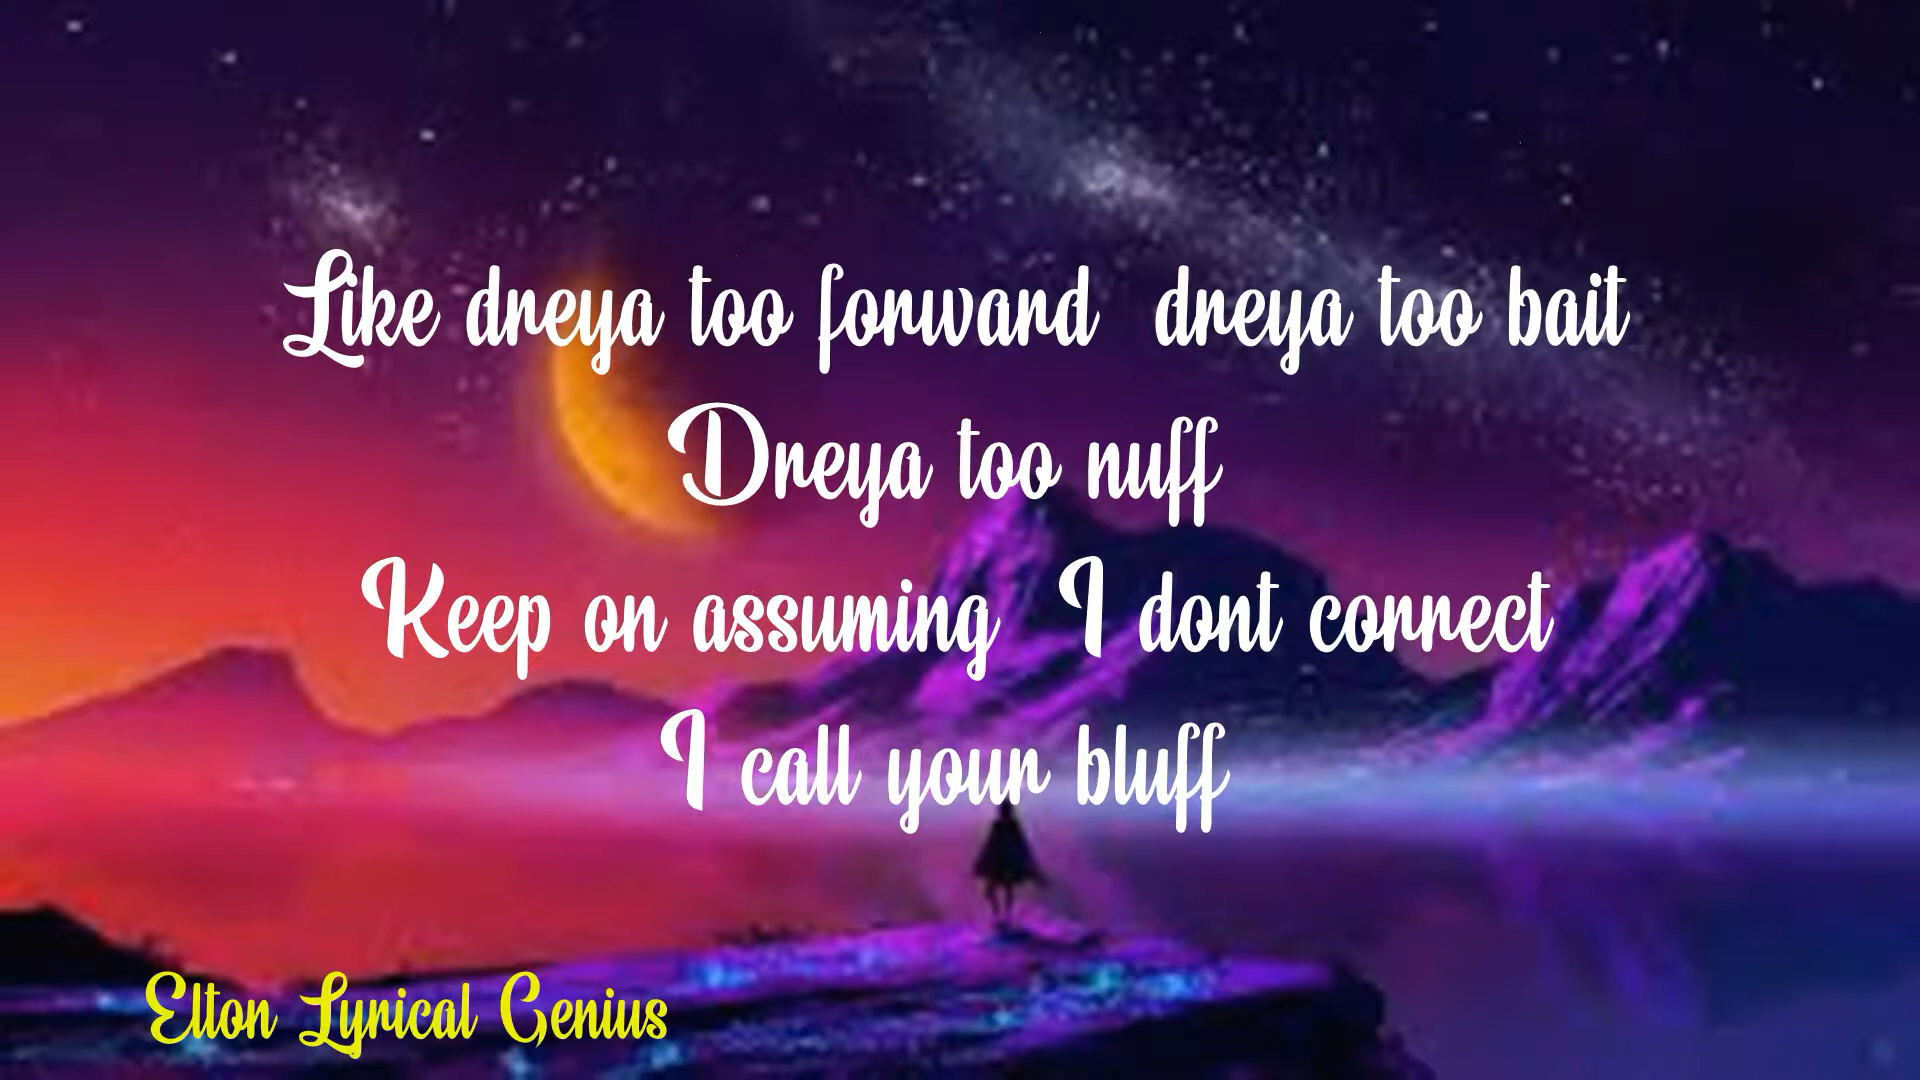 Like dreya too forward dreya too bait
Dreya too nuff
Keep on assuming I dont connect
I call your bluff
Elton Lyrical Genius